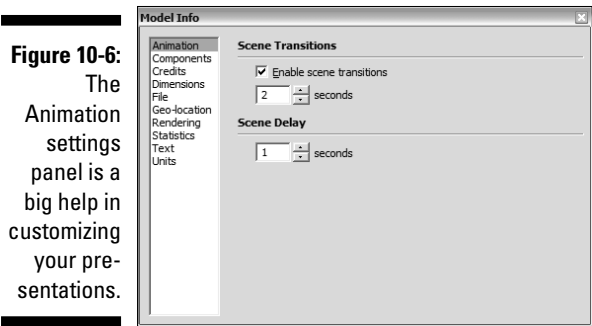 Figure 10-6:
The
Animation
settings
panel is a
big help in
customizing
your pre-
sentations.
Model Info
Animation
Components
Credits
Dimensions
File
Geo-location
Rendering
Statistics
Text
Units
Scene Transitions
Enable scene transitions
2 seconds
Scene Delay
1 seconds